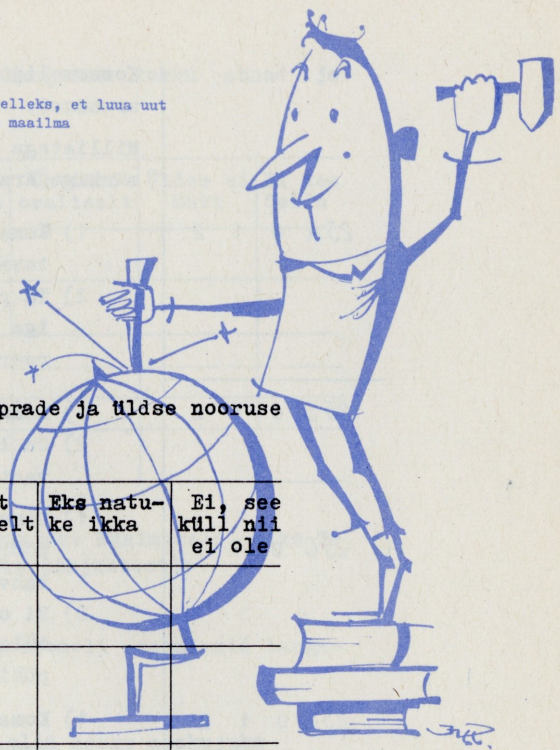 elleks, et luua uut
maailma
prade ja üldse nooruse
t Eks natu- Ei, see
elt ke ikka küll nii
ei ole